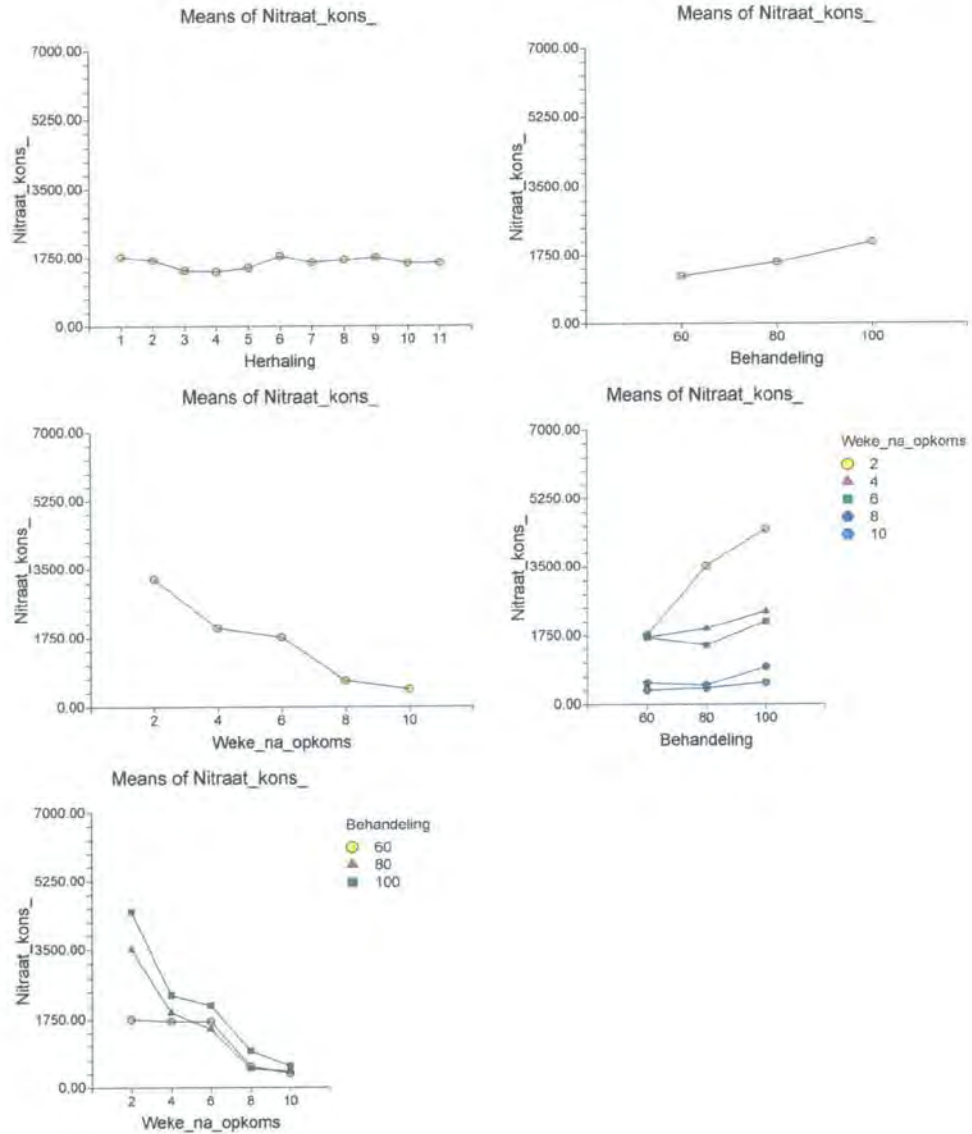 Means of Nitraat_kons_
7000.00
5250.00
3500.00
1750.00
0.00
Nitraat_kons_
1 2 3 4 5 6 7 8 9 10 11
Herhaling
Means of Nitraat_kons_
7000.00
5250.00
3500.00
1750.00
0.00
Nitraat_kons_
60 80 100
Behandeling
Means of Nitraat_kons_
7000.00
5250.00
3500.00
1750.00
0.00
Nitraat_kons_
2 4 6 8 10
Weke_na_opkoms
Means of Nitraat_kons_
7000.00
5250.00
3500.00
1750.00
0.00
Nitraat_kons_
60 80 100
Behandeling
Weke_na_opkoms
2
4
6
8
10
Means of Nitraat_kons_
7000.00
5250.00
3500.00
1750.00
0.00
Nitraat_kons_
2 4 6 8 10
Weke_na_opkoms
Behandeling
60
80
100